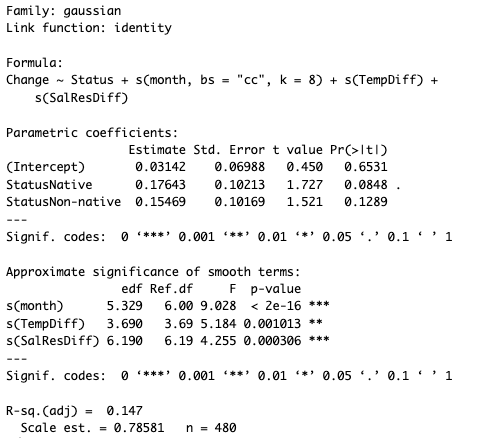 Family: gaussian
Link function: identity
Formula:
Change ~ Status + s(month, bs = "cc", k = 8) + s(TempDiff) +
s(SalResDiff)
Parametric coefficients:
Estimate Std. Error t value Pr(>|t|)
(Intercept) 0.03142 0.06988 0.450 0.6531
StatusNative 0.17643 0.10213 1.727 0.0848 .
StatusNon-native 0.15469 0.10169 1.521 0.1289
---
Signif. codes: 0 ‘***’ 0.001 ‘**’ 0.01 ‘*’ 0.05 ‘.’ 0.1 ‘ ’ 1
Approximate significance of smooth terms:
edf Ref.df F p-value
s(month) 5.329 6.00 9.028 < 2e-16 ***
s(TempDiff) 3.690 3.69 5.184 0.001013 **
s(SalResDiff) 6.190 6.19 4.255 0.000306 ***
---
Signif. codes: 0 ‘***’ 0.001 ‘**’ 0.01 ‘*’ 0.05 ‘.’ 0.1 ‘ ’ 1
R-sq.(adj) = 0.147
Scale est. = 0.78581 n = 480